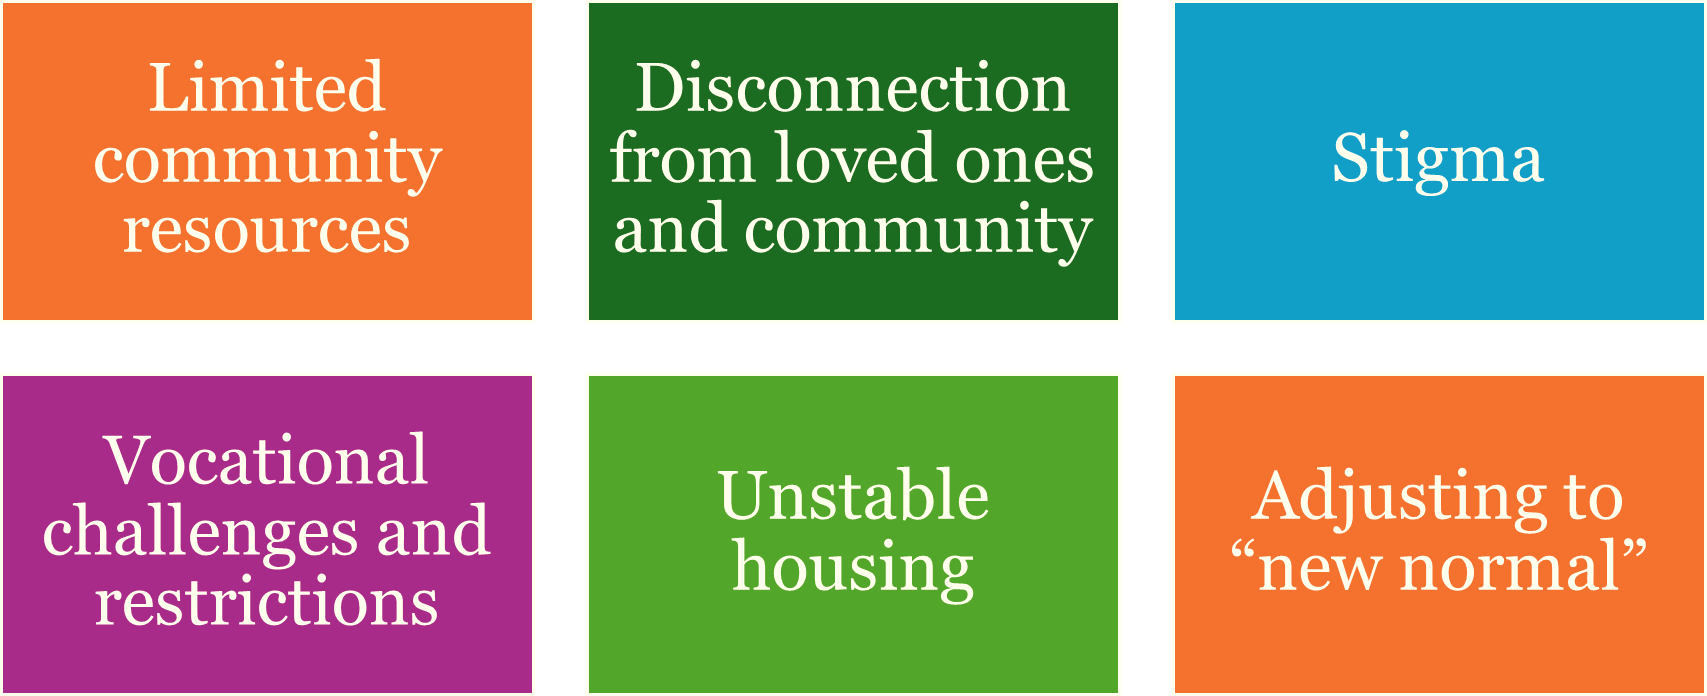 Limited
community
resources
Disconnection
from loved ones
and community
Stigma
Vocational
challenges and
restrictions
Unstable
housing
Adjusting to
“new normal”